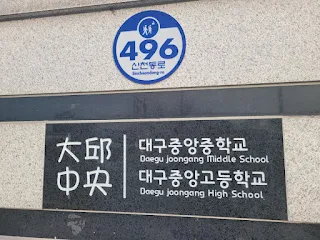 496
신천동로
Sincheondong-ro
大邱
中央
대구중앙중학교
Daegu joongang Middle School
대구중앙고등학교
Daegu joongang High School